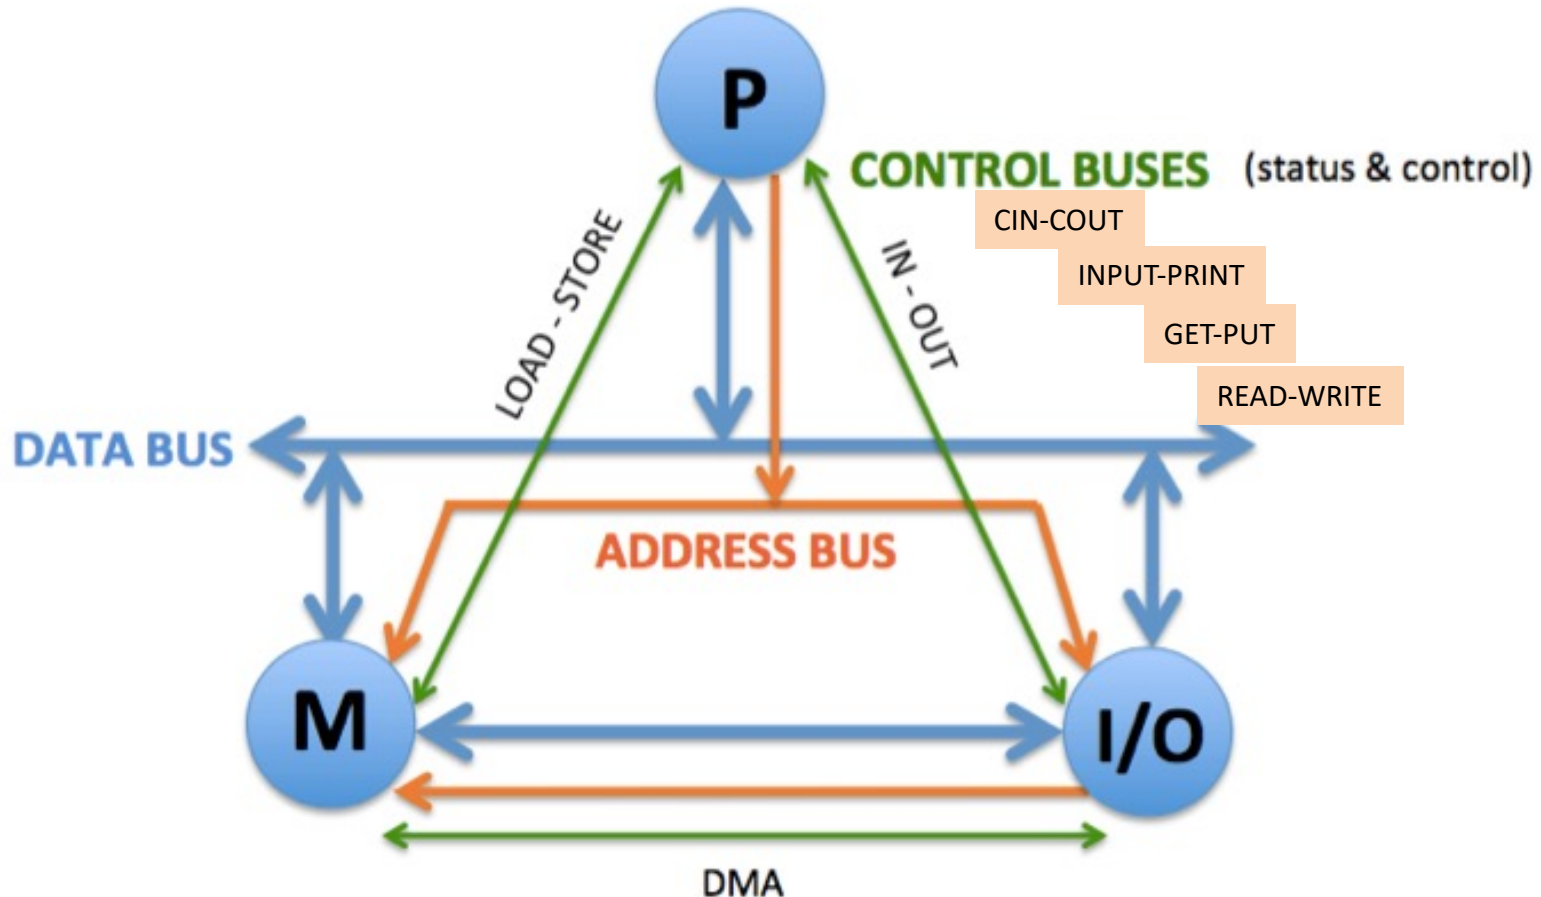 P
CONTROL BUSES (status & control)
CIN-COUT
INPUT-PRINT
GET-PUT
READ-WRITE
LOAD - STORE
IN - OUT
DATA BUS
ADDRESS BUS
M
I/O
DMA